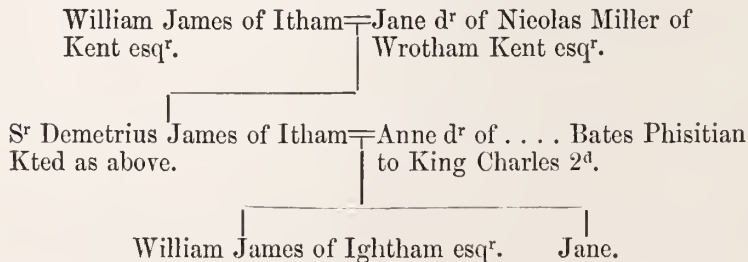 William James of Itham Jane dʳ of Nicolas Miller of
Kent esqʳ. Wrotham Kent esqʳ.
Sʳ Demetrius James of Itham Anne dʳ of . . . . Bates Phisitian
Kted as above. to King Charles 2ᵈ.
William James of Ightham esqʳ. Jane.